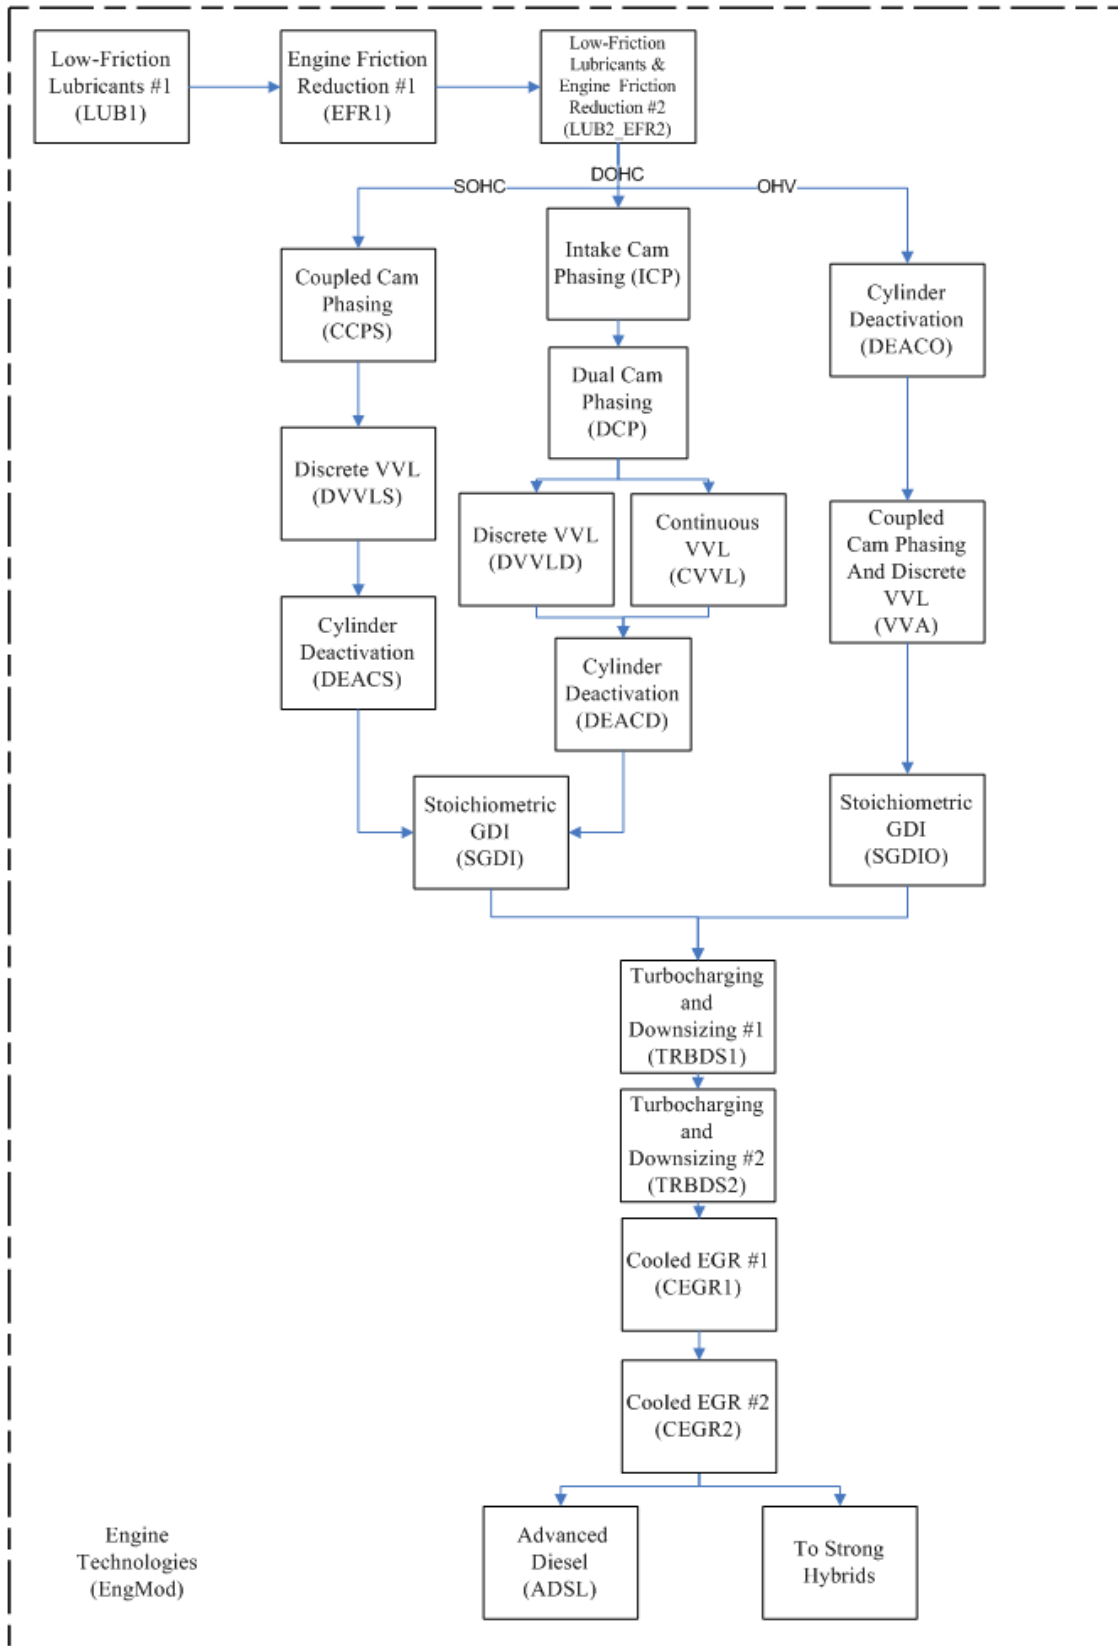 Low-Friction
Lubricants #1
(LUB1)
Engine Friction
Reduction #1
(EFR1)
Low-Friction
Lubricants &
Engine Friction
Reduction #2
(LUB2_EFR2)
SOHC
DOHC
OHV
Coupled Cam
Phasing
(CCPS)
Intake Cam
Phasing (ICP)
Cylinder
Deactivation
(DEACO)
Dual Cam
Phasing
(DCP)
Discrete VVL
(DVVLS)
Discrete VVL
(DVVLD)
Continuous
VVL
(CVVL)
Coupled
Cam Phasing
And Discrete
VVL
(VVA)
Cylinder
Deactivation
(DEACS)
Cylinder
Deactivation
(DEACD)
Stoichiometric
GDI
(SGDI)
Stoichiometric
GDI
(SGDIO)
Turbocharging
and
Downsizing #1
(TRBDS1)
Turbocharging
and
Downsizing #2
(TRBDS2)
Cooled EGR #1
(CEGR1)
Cooled EGR #2
(CEGR2)
Advanced
Diesel
(ADSL)
To Strong
Hybrids
Engine
Technologies
(EngMod)